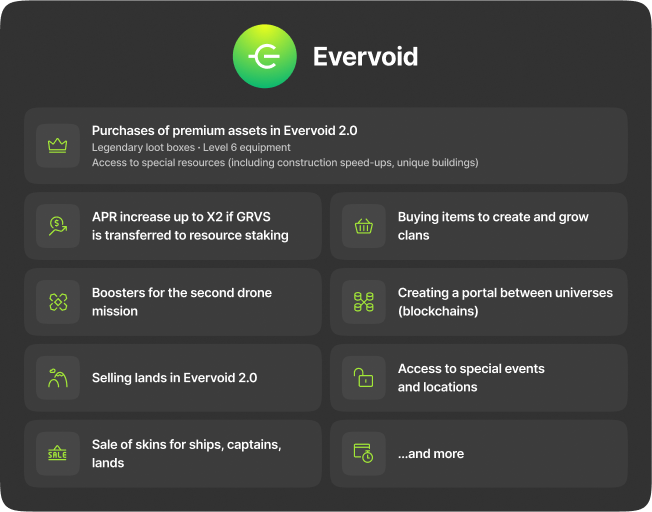 Evervoid
Purchases of premium assets in Evervoid 2.0
Legendary loot boxes · Level 6 equipment
Access to special resources (including construction speed-ups, unique buildings)
APR increase up to X2 if GRVS
is transferred to resource staking
Buying items to create and grow
clans
Boosters for the second drone
mission
Creating a portal between universes
(blockchains)
Selling lands in Evervoid 2.0
Access to special events
and locations
SALE
Sale of skins for ships, captains,
lands
...and more